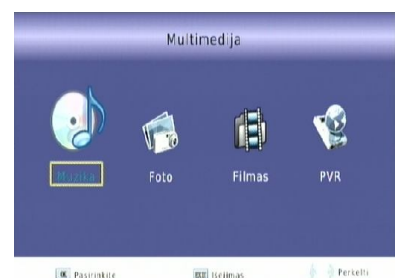 Multimedija
Muzika Foto Filmas PVR
OK Pasirinkite EXIT Išėjimas Perkelti